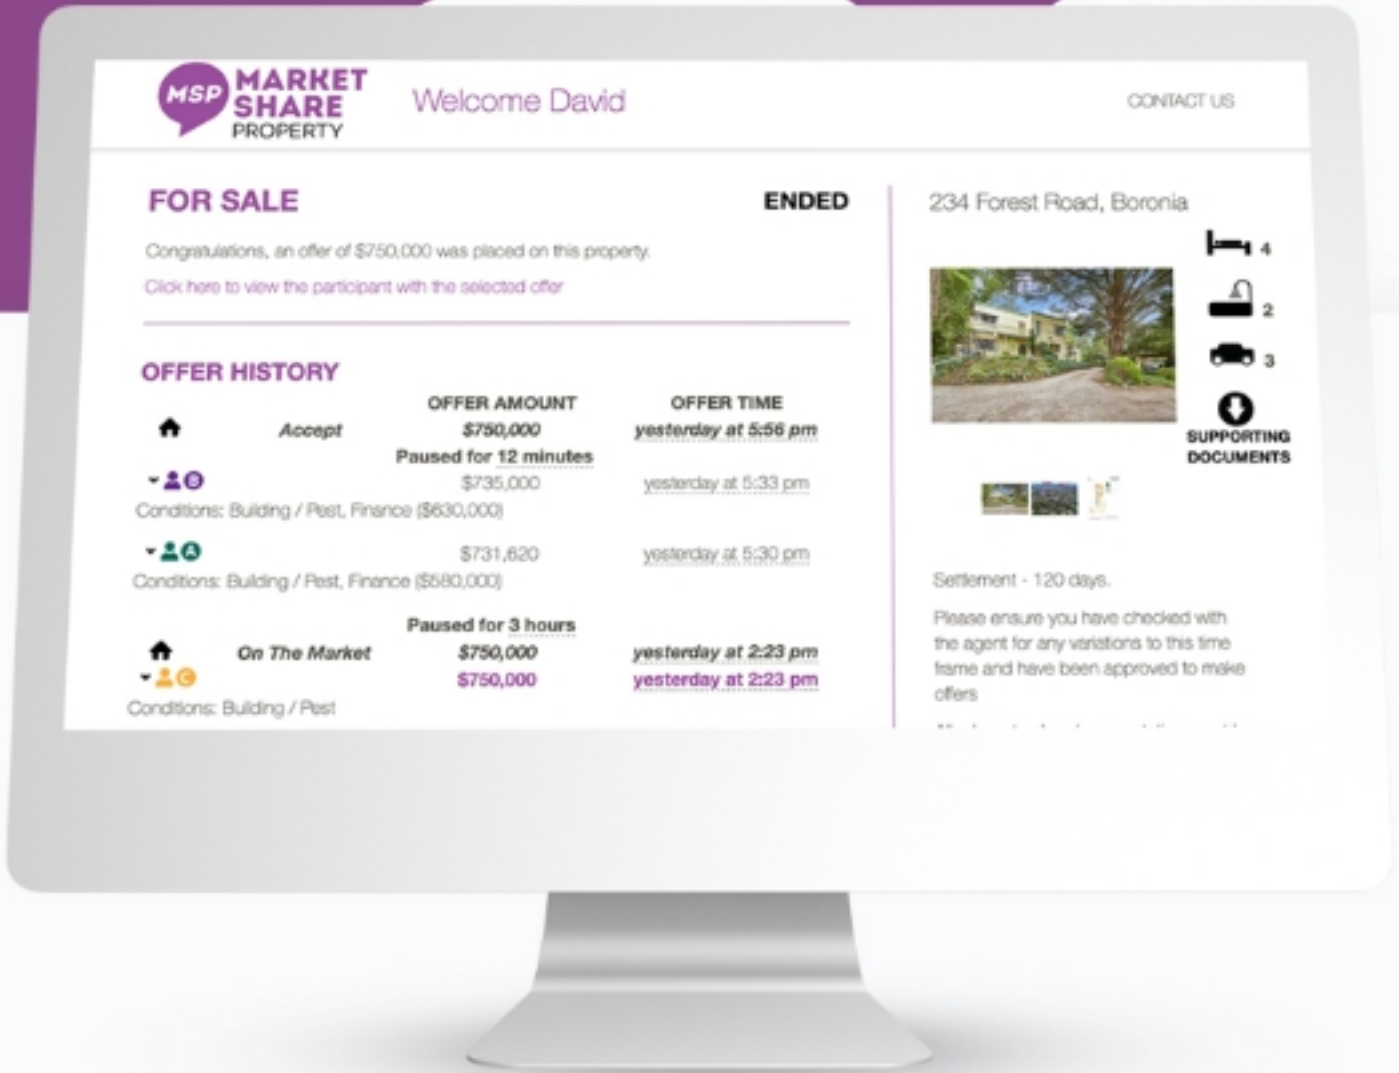 MSP
MARKET
SHARE
PROPERTY
Welcome David
CONTACT US
FOR SALE
ENDED
Congratulations, an offer of $750,000 was placed on this property.
Click here to view the participant with the selected offer
OFFER HISTORY
OFFER AMOUNT OFFER TIME
Accept $750,000 yesterday at 5:56 pm
Paused for 12 minutes
B $735,000 yesterday at 5:33 pm
Conditions: Building / Pest, Finance ($630,000)
A $731,620 yesterday at 5:30 pm
Conditions: Building / Pest, Finance ($580,000)
Paused for 3 hours
On The Market $750,000 yesterday at 2:23 pm
C $750,000 yesterday at 2:23 pm
Conditions: Building / Pest
234 Forest Road, Boronia
4
2
3
SUPPORTING
DOCUMENTS
Settlement - 120 days.
Please ensure you have checked with
the agent for any variations to this time
frame and have been approved to make
offers